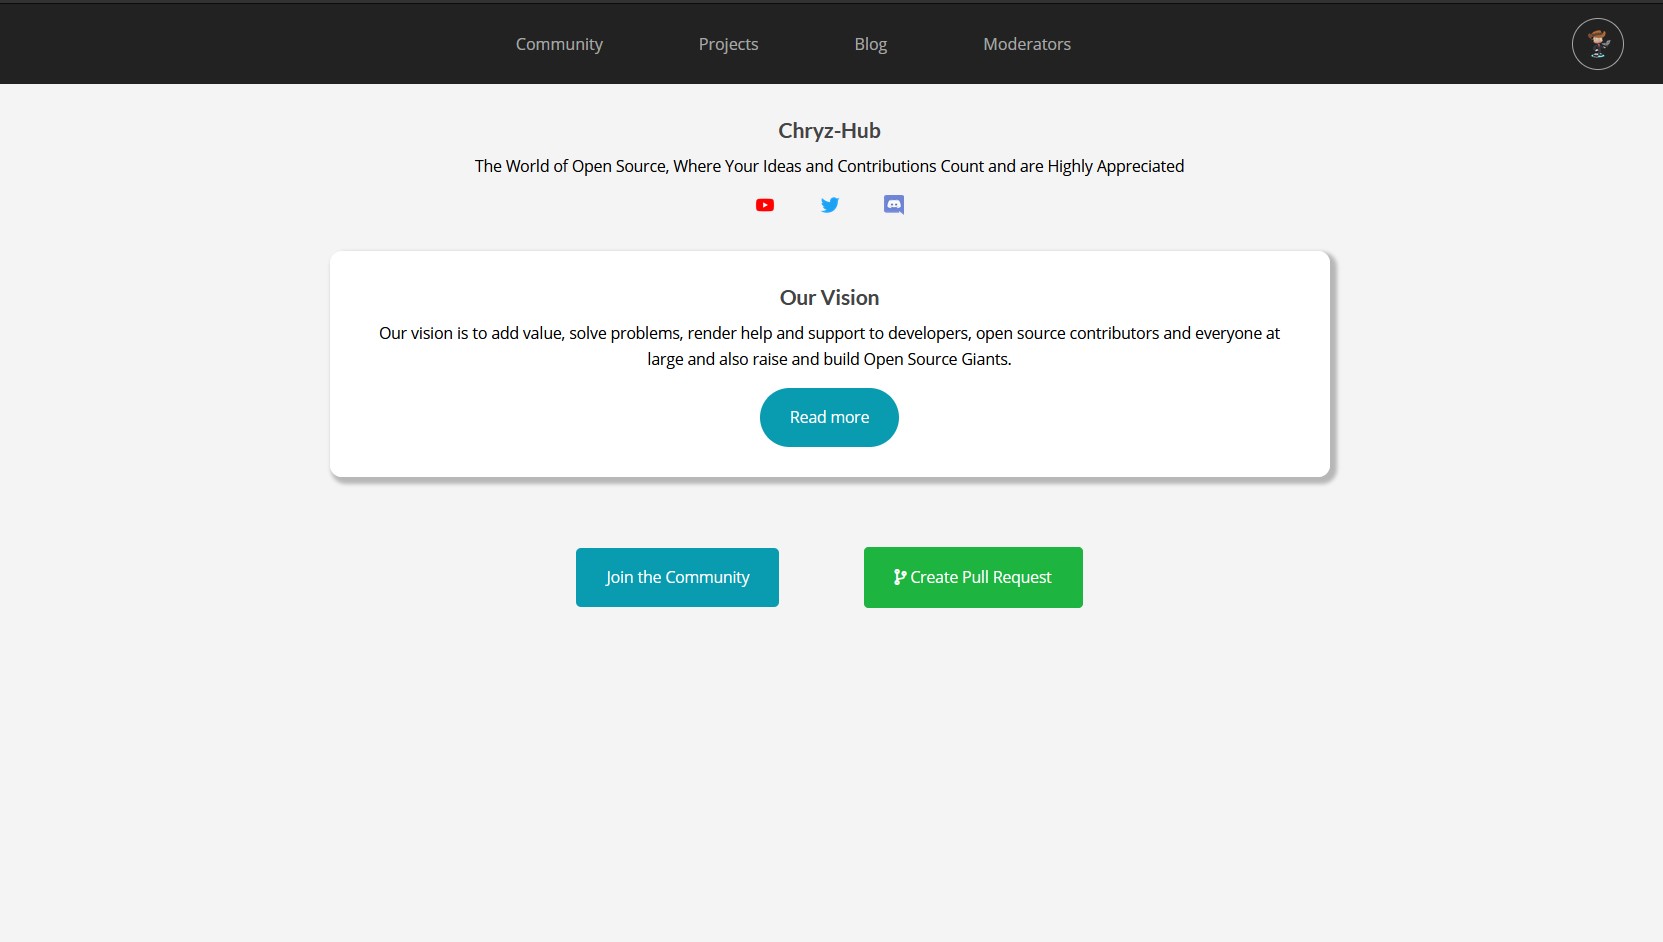 Community
Projects
Blog
Moderators
Chryz-Hub
The World of Open Source, Where Your Ideas and Contributions Count and are Highly Appreciated
Our Vision
Our vision is to add value, solve problems, render help and support to developers, open source contributors and everyone at
large and also raise and build Open Source Giants.
Read more
Join the Community
Create Pull Request